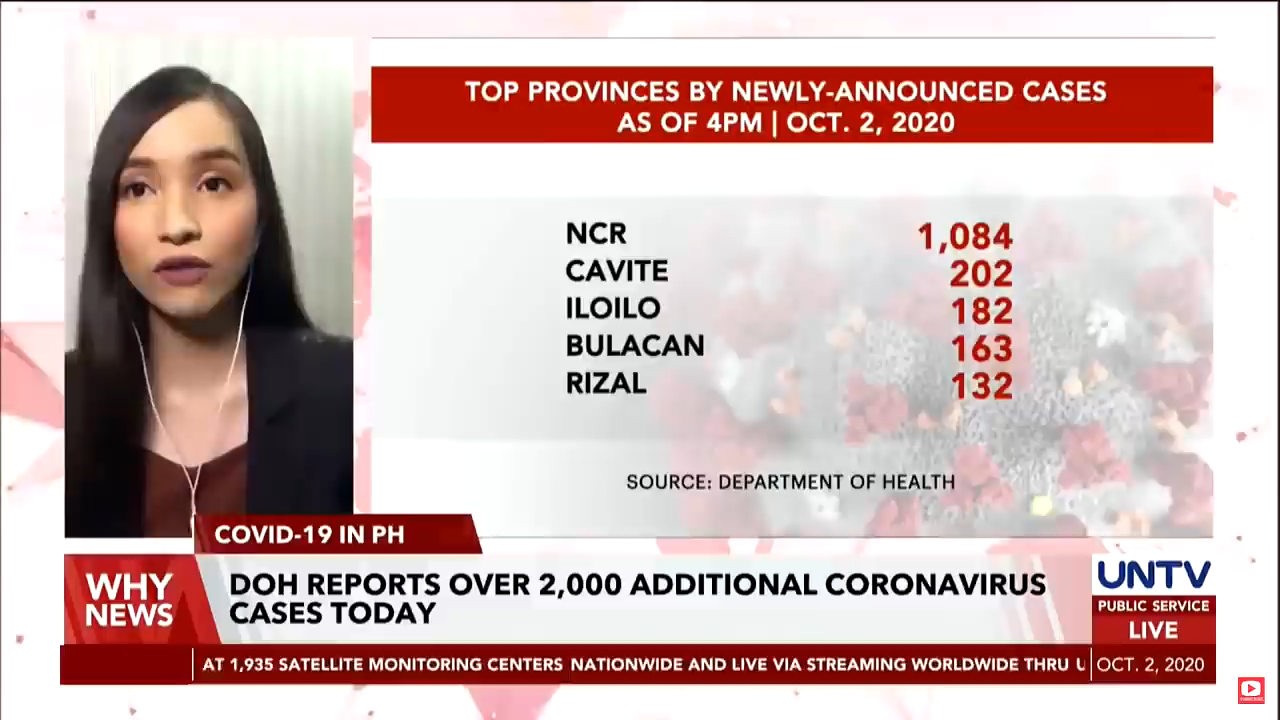 TOP PROVINCES BY NEWLY-ANNOUNCED CASES
AS OF 4PM | OCT. 2, 2020
NCR 1,084
CAVITE 202
ILOILO 182
BULACAN 163
RIZAL 132
SOURCE: DEPARTMENT OF HEALTH
COVID-19 IN PH
WHY
NEWS
DOH REPORTS OVER 2,000 ADDITIONAL CORONAVIRUS
CASES TODAY
UNTV
PUBLIC SERVICE
LIVE
AT 1,935 SATELLITE MONITORING CENTERS NATIONWIDE AND LIVE VIA STREAMING WORLDWIDE THRU
OCT. 2, 2020